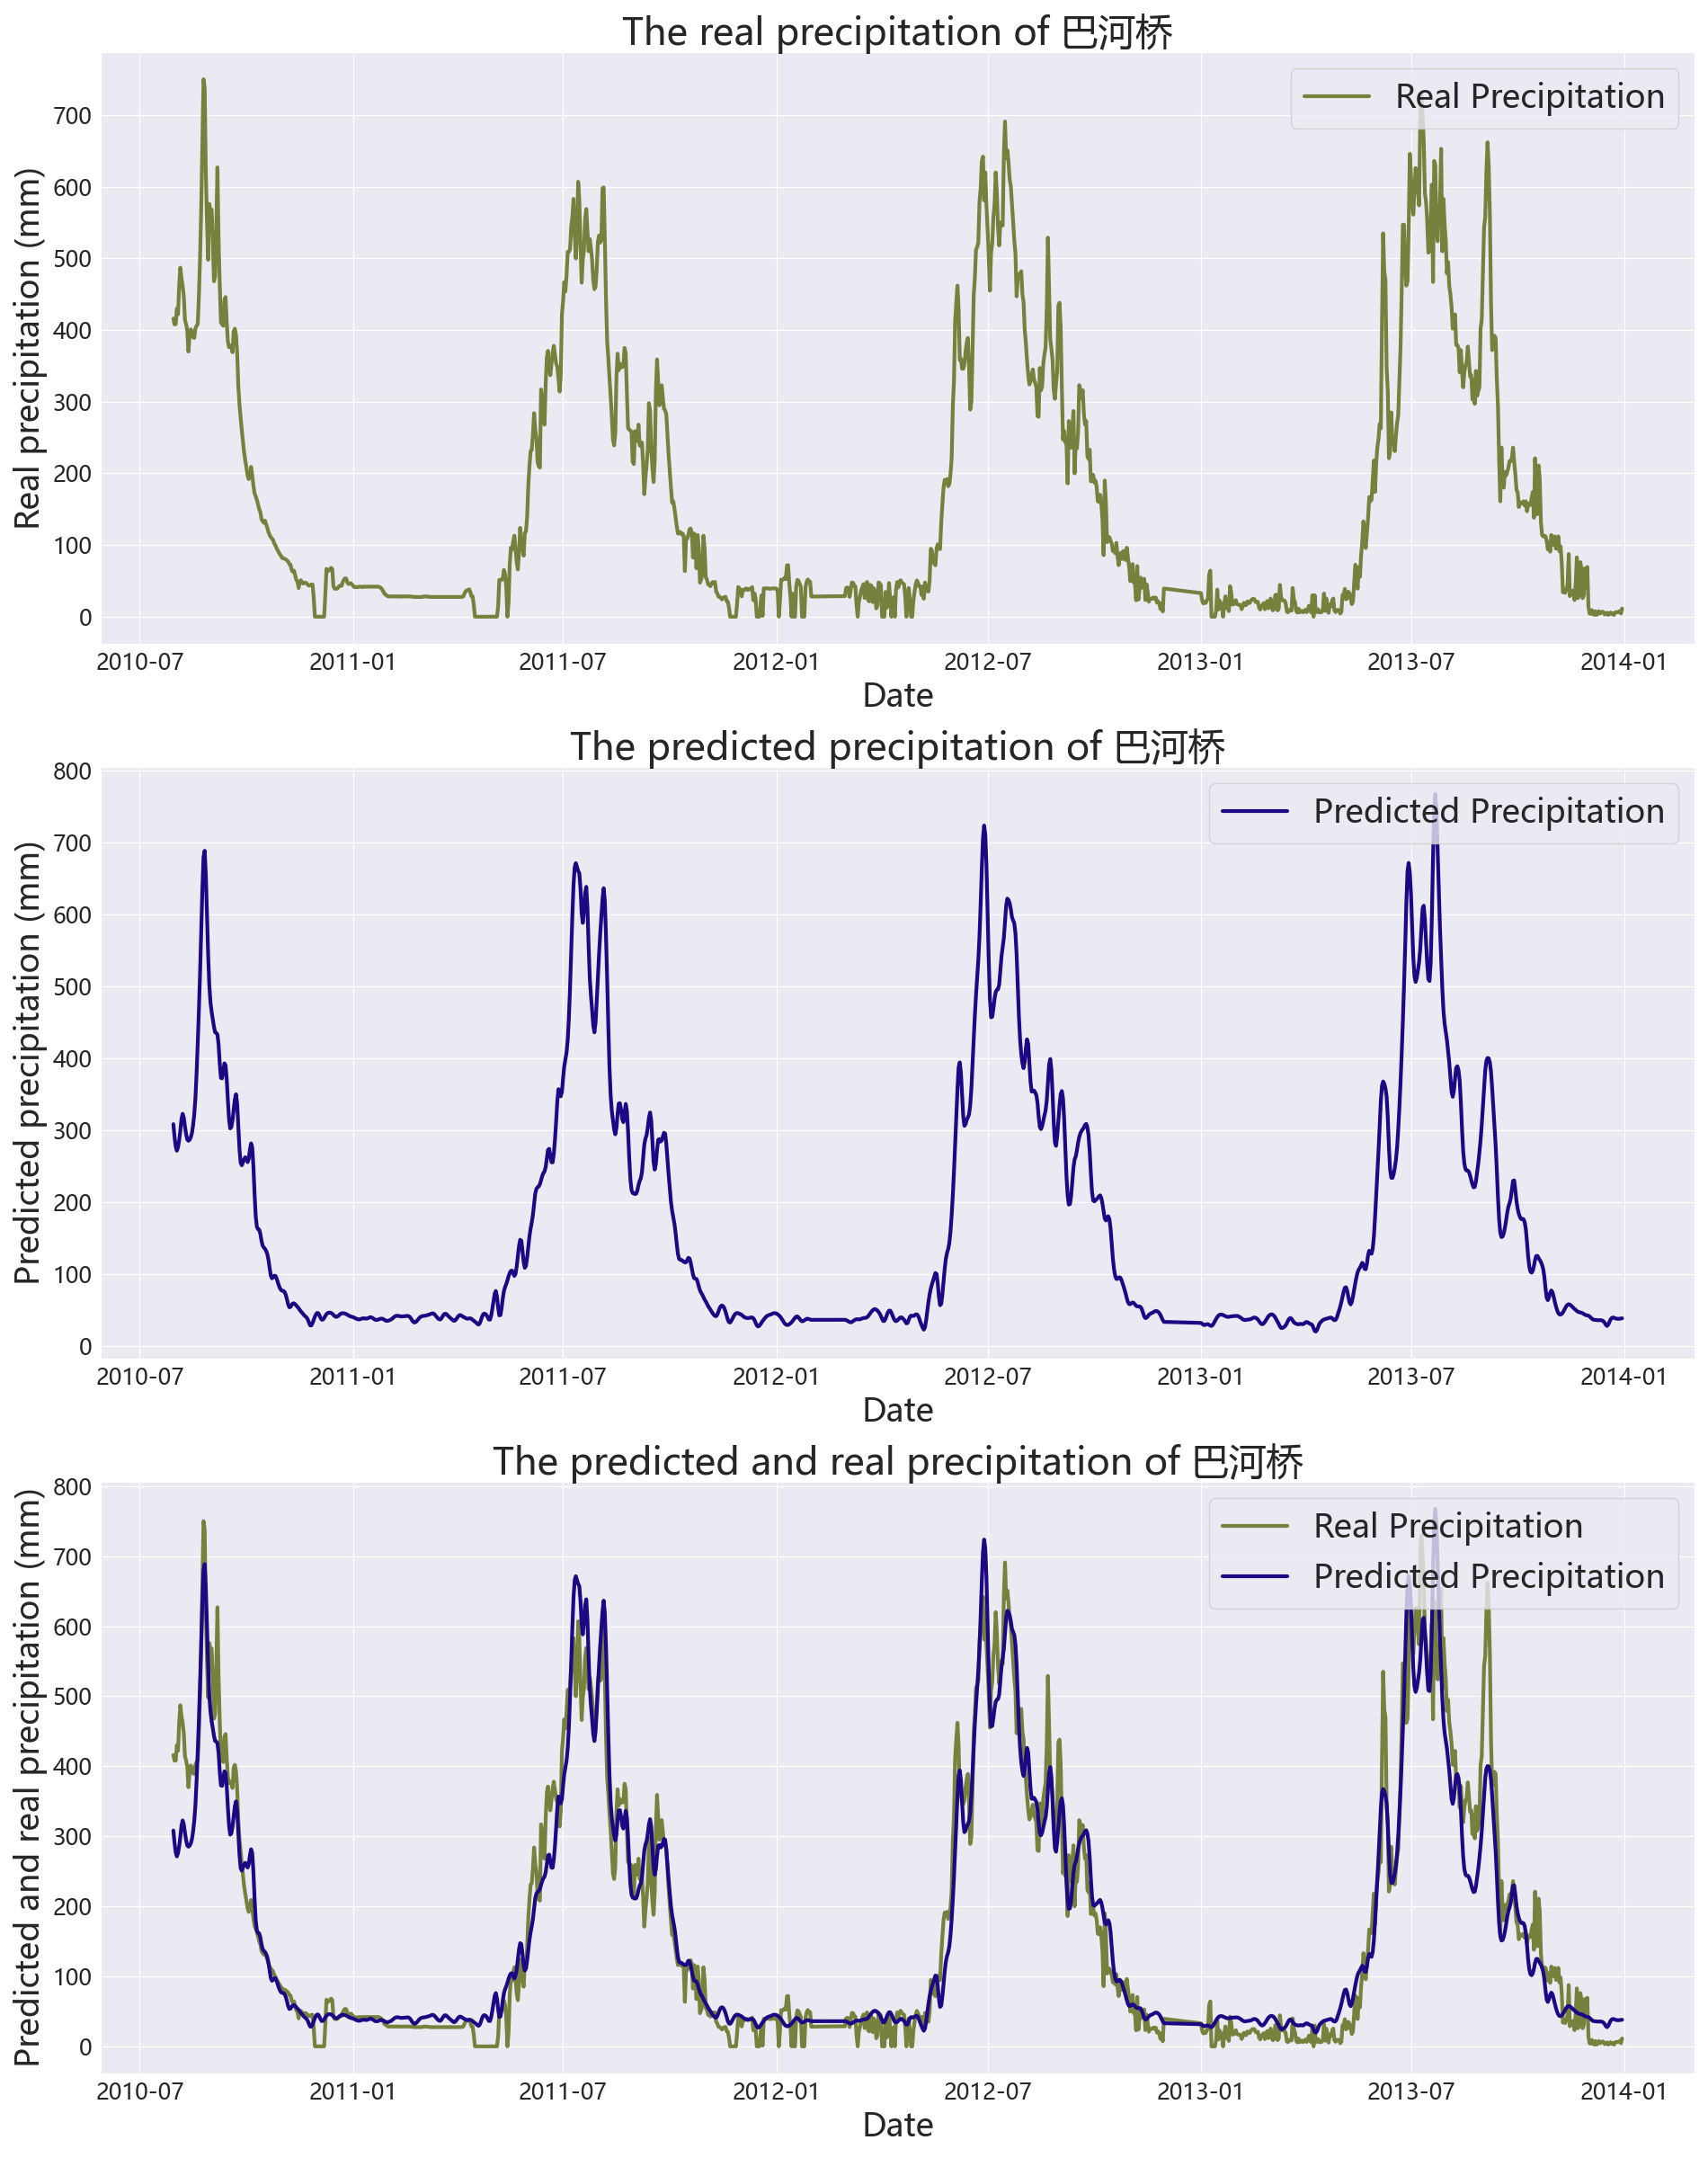 The real precipitation of 巴河桥
Real precipitation (mm)
700
600
500
400
300
200
100
0
Real Precipitation
2010-07 2011-01 2011-07 2012-01 2012-07 2013-01 2013-07 2014-01
Date
The predicted precipitation of 巴河桥
Predicted precipitation (mm)
800
700
600
500
400
300
200
100
0
Predicted Precipitation
2010-07 2011-01 2011-07 2012-01 2012-07 2013-01 2013-07 2014-01
Date
The predicted and real precipitation of 巴河桥
Predicted and real precipitation (mm)
800
700
600
500
400
300
200
100
0
Real Precipitation
Predicted Precipitation
2010-07 2011-01 2011-07 2012-01 2012-07 2013-01 2013-07 2014-01
Date